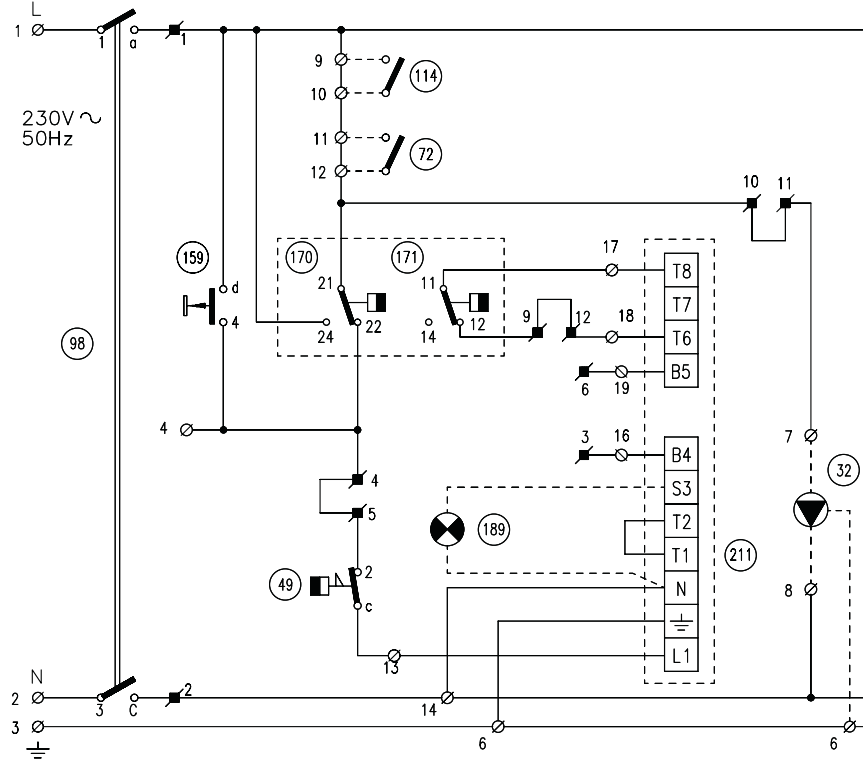 L
1
1 a 1
9
10
114
230V
50Hz
11
12
72
10 11
159
170 171
17
d
21
11
T8
T7
4
24 22
14 12
9 12 18
T6
98
6 19
B5
4
3 16
B4
7
32
S3
4
5
189
T2
T1
211
49
2
c
N
8
13
L1
N
2
3 C
2
14
3
6
6